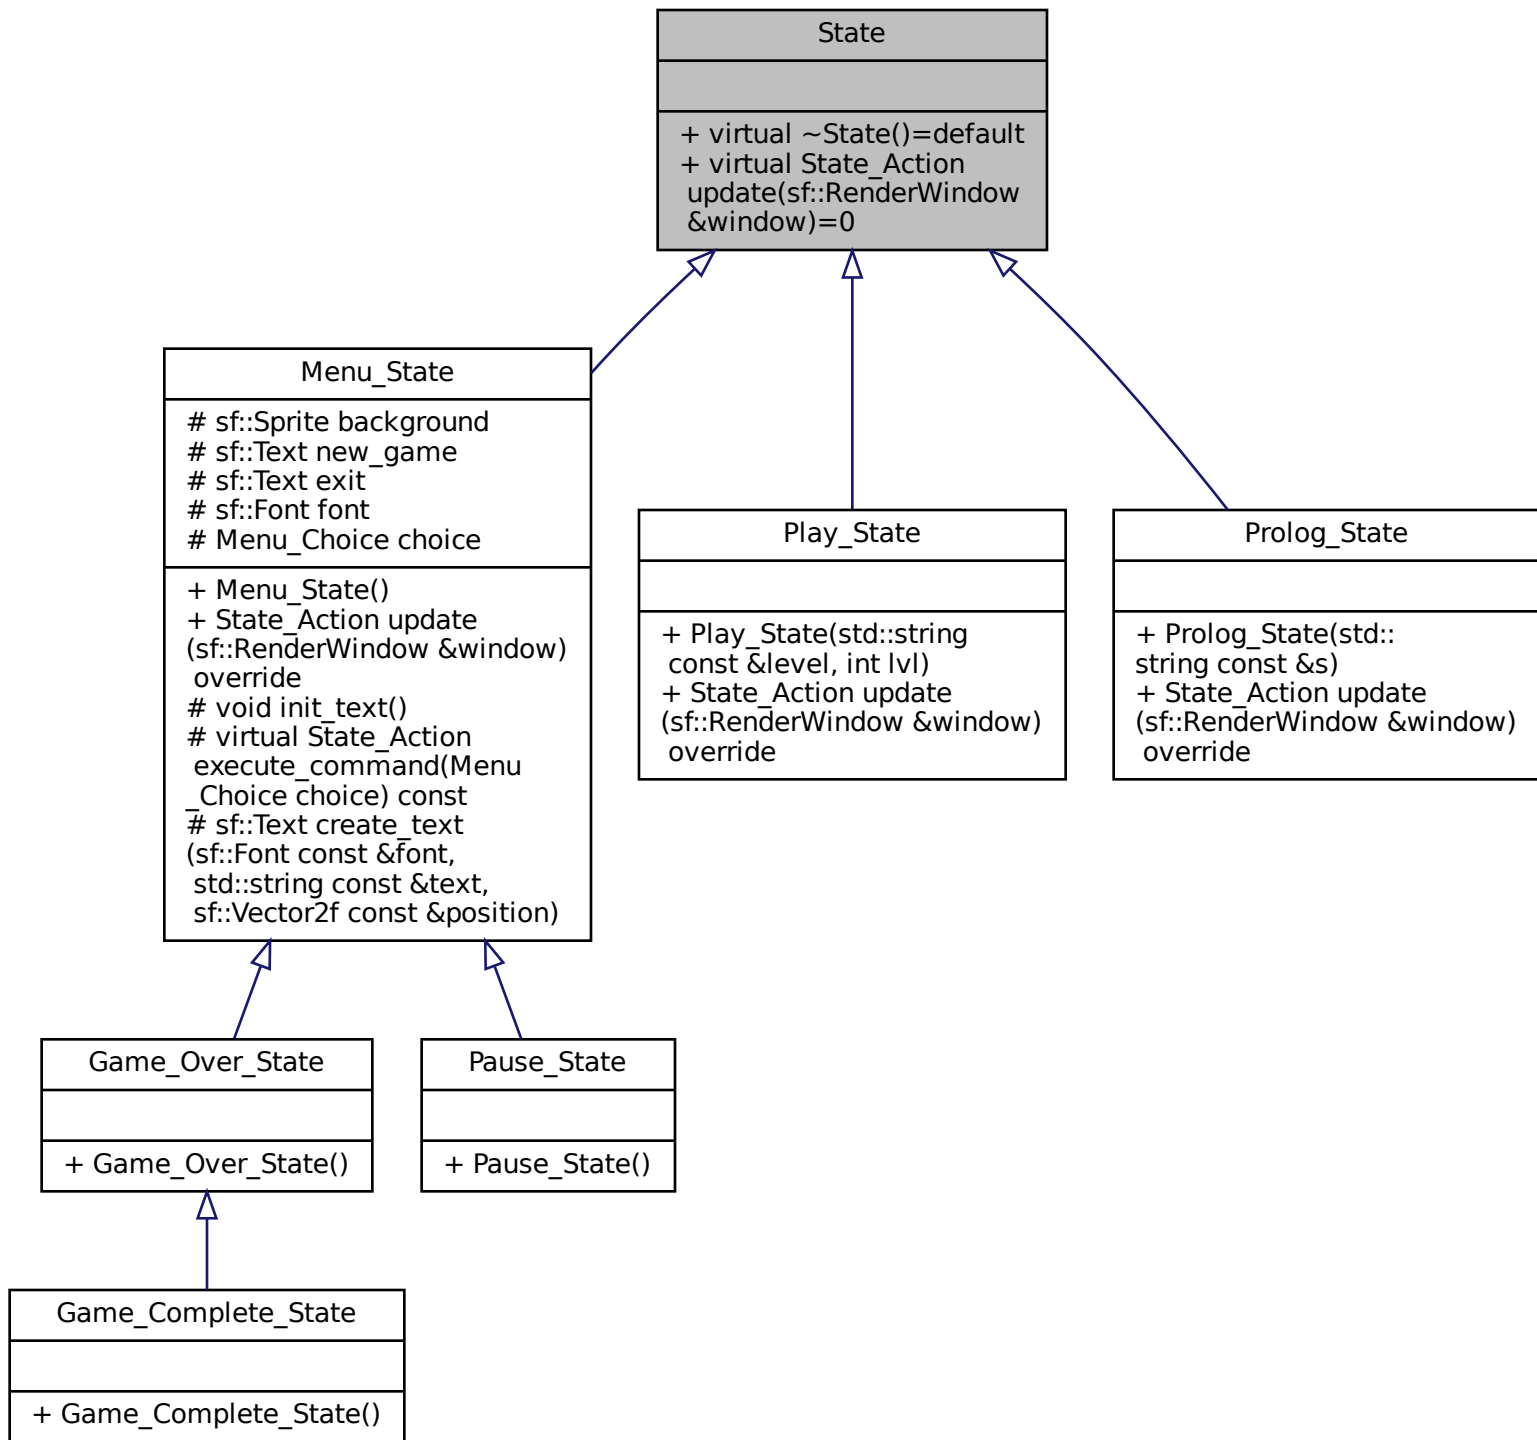 State
+ virtual ~State()=default
+ virtual State_Action
update(sf::RenderWindow
&window)=0
Menu_State
# sf::Sprite background
# sf::Text new_game
# sf::Text exit
# sf::Font font
# Menu_Choice choice
+ Menu_State()
+ State_Action update
(sf::RenderWindow &window)
override
# void init_text()
# virtual State_Action
execute_command(Menu
_Choice choice) const
# sf::Text create_text
(sf::Font const &font,
std::string const &text,
sf::Vector2f const &position)
Play_State
+ Play_State(std::string
const &level, int lvl)
+ State_Action update
(sf::RenderWindow &window)
override
Prolog_State
+ Prolog_State(std::
string const &s)
+ State_Action update
(sf::RenderWindow &window)
override
Game_Over_State
+ Game_Over_State()
Pause_State
+ Pause_State()
Game_Complete_State
+ Game_Complete_State()